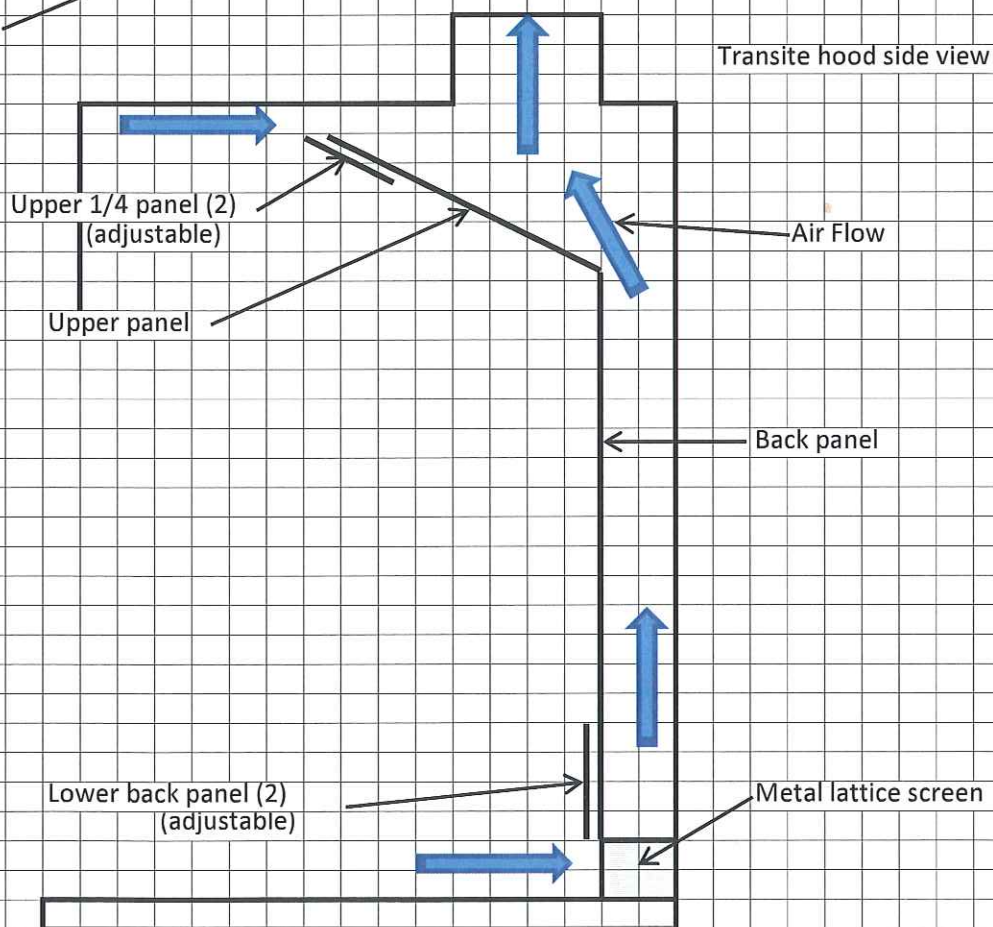 Transite hood side view
Upper 1/4 panel (2)
(adjustable)
Air Flow
Upper panel
Back panel
Lower back panel (2)
(adjustable)
Metal lattice screen